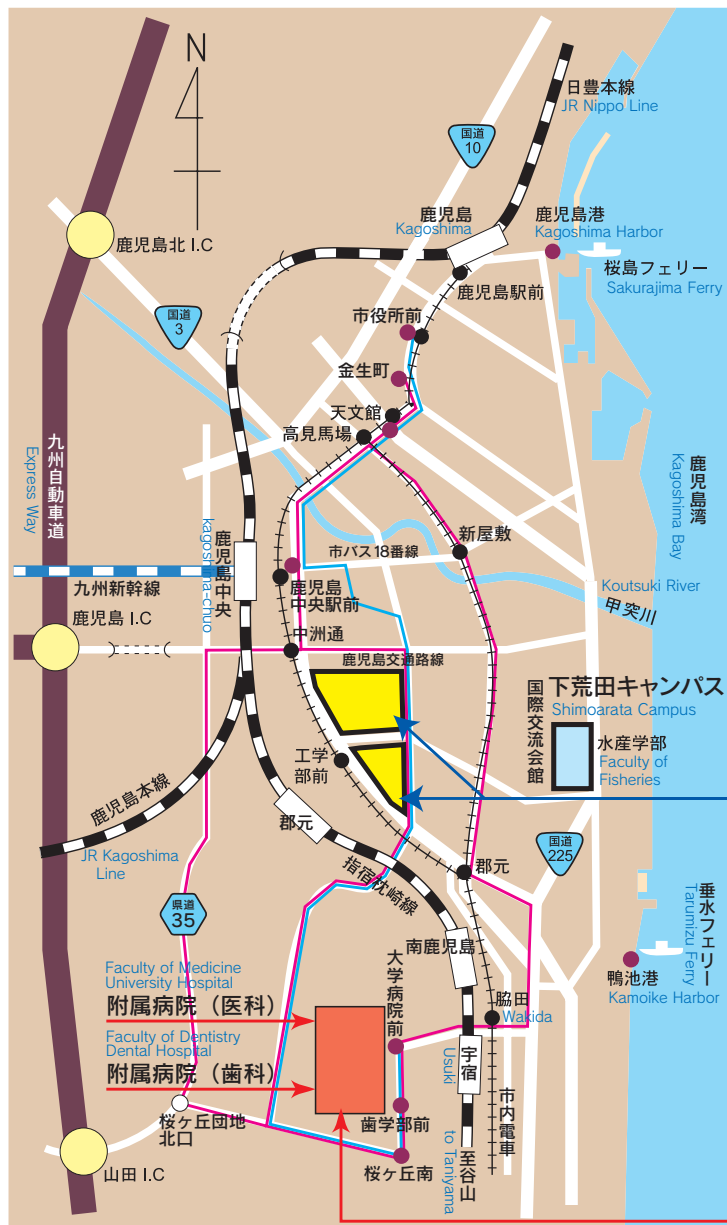 N
日豊本線
JR Nippo Line
国道
10
鹿児島
Kagoshima
鹿児島港
Kagoshima Harbor
鹿児島北 I.C
桜島フェリー
Sakurajima Ferry
鹿児島駅前
国道
3
市役所前
金生町
天文館
高見馬場
九州自動車道
Express Way
鹿児島湾
Kagoshima Bay
新屋敷
市バス18番線
鹿児島中央
kagoshima-chuo
九州新幹線
鹿児島
中央駅前
Koutsuki River
甲突川
鹿児島 I.C
中洲通
鹿児島交通路線
国際交流会館
下荒田キャンパス
Shimoarata Campus
水産学部
Faculty of
Fisheries
工学
部前
鹿児島本線
JR Kagoshima
Line
郡元
国道
225
郡元
指宿枕崎線
県道
35
南鹿児島
垂水フェリー
Tarumizu Ferry
鴨池港
Kamoike Harbor
大学病院前
Faculty of Medicine
University Hospital
附属病院（医科）
脇田
Wakida
Faculty of Dentistry
Dental Hospital
附属病院（歯科）
宇宿
Usuki
市内電車
桜ヶ丘団地
北口
歯学部前
桜ヶ丘南
至谷山
to Taniyama
山田 I.C